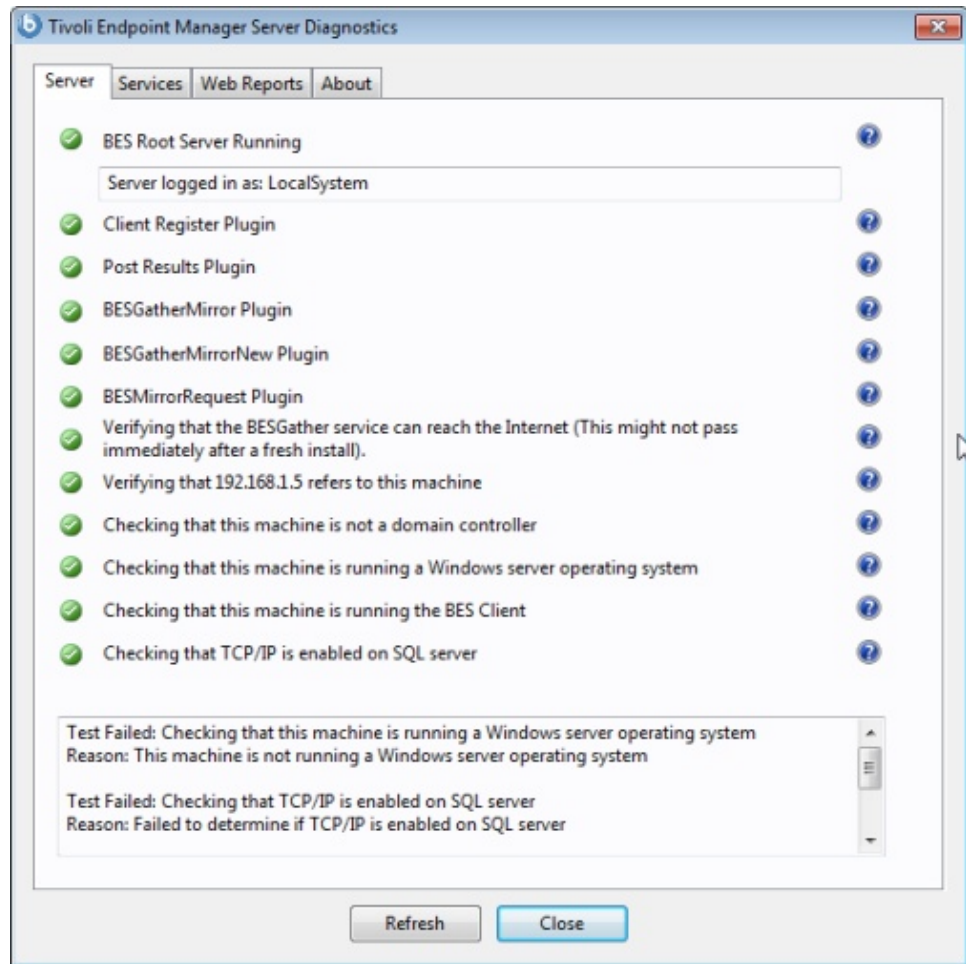 Tivoli Endpoint Manager Server Diagnostics
Server Services Web Reports About
BES Root Server Running
Server logged in as: LocalSystem
Client Register Plugin
Post Results Plugin
BESGatherMirror Plugin
BESGatherMirrorNew Plugin
BESMirrorRequest Plugin
Verifying that the BESGather service can reach the Internet (This might not pass
immediately after a fresh install).
Verifying that 192.168.1.5 refers to this machine
Checking that this machine is not a domain controller
Checking that this machine is running a Windows server operating system
Checking that this machine is running the BES Client
Checking that TCP/IP is enabled on SQL server
Test Failed: Checking that this machine is running a Windows server operating system
Reason: This machine is not running a Windows server operating system
Test Failed: Checking that TCP/IP is enabled on SQL server
Reason: Failed to determine if TCP/IP is enabled on SQL server
Refresh Close